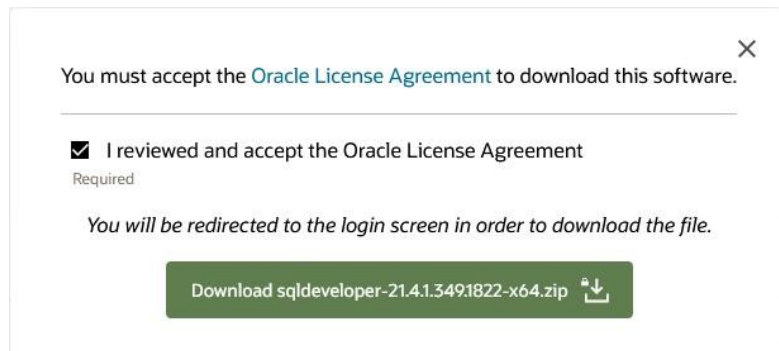 You must accept the Oracle License Agreement to download this software.
I reviewed and accept the Oracle License Agreement
Required
You will be redirected to the login screen in order to download the file.
Download sqldeveloper-21.4.1.349.1822-x64.zip